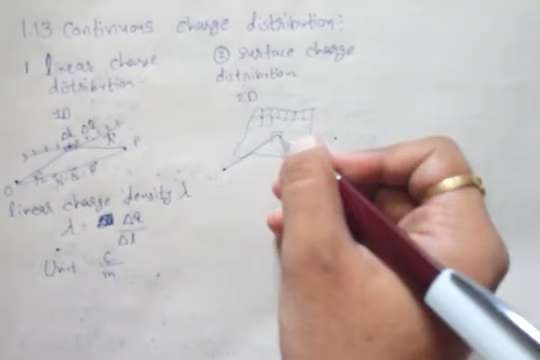 1.13 Continuous charge distribution:
1 linear charge
distribution
1D
② surface charge
distribution
2D
ΔQ
P
O
linear charge density λ
λ = ΔQ
Δl
Unit C
m